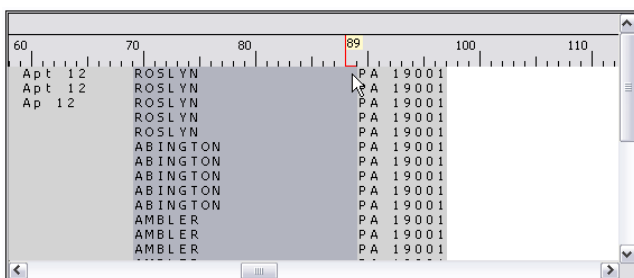 60 70 80 89 100 110
Apt 12 ROSLYN PA 19001
Apt 12 ROSLYN PA 19001
Ap 12 ROSLYN PA 19001
ROSLYN PA 19001
ROSLYN PA 19001
ABINGTON PA 19001
ABINGTON PA 19001
ABINGTON PA 19001
ABINGTON PA 19001
ABINGTON PA 19001
AMBLER PA 19001
AMBLER PA 19001
AMBLER PA 19001